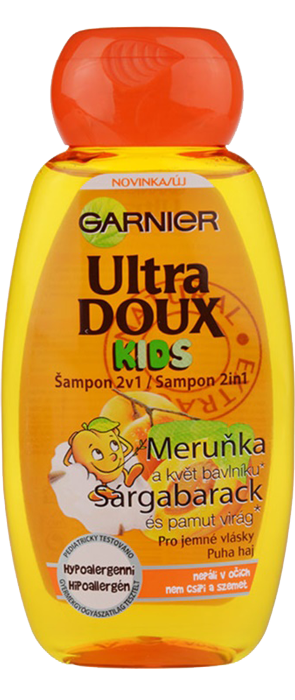 NOVINKA/ÚJ
GARNIER
Ultra
DOUX
KIDS
Šampon 2v1 / Sampon 2in1
Meruňka
a květ bavlníku*
Sárgabarack
és pamut virág*
Pro jemné vlásky
Puha haj
PEDIATRICKY TESTOVÁNO
Hypoalergenní
Hipoallergén
GYERMEKGYÓGYÁSZATILAG TESZTELT
nepálí v očích
nem csípi a szemet
EXTRA